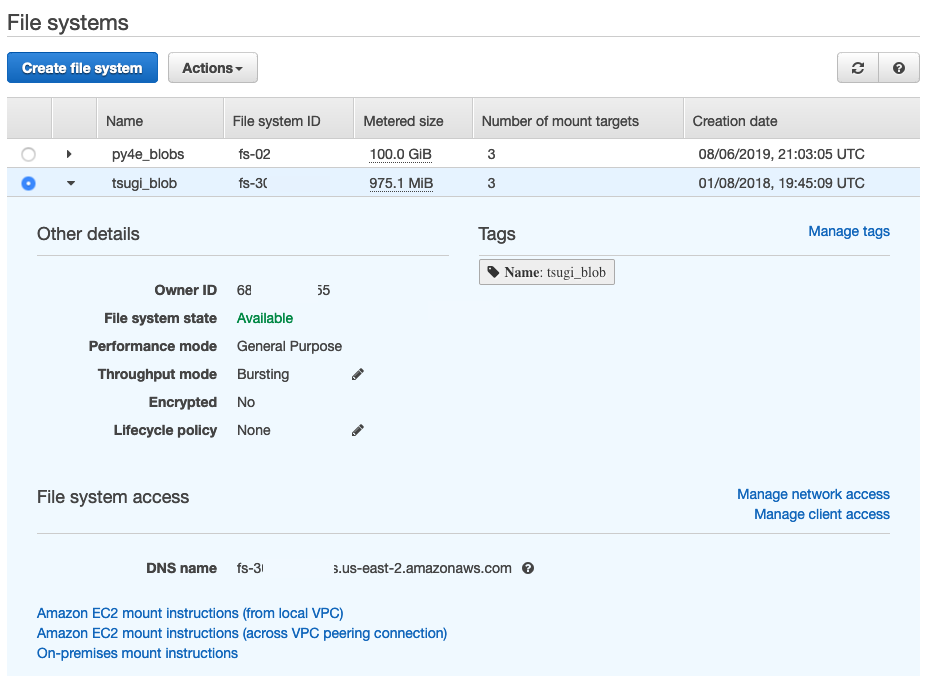 File systems
Create file system Actions
Name File system ID Metered size Number of mount targets Creation date
py4e_blobs fs-02 100.0 GiB 3 08/06/2019, 21:03:05 UTC
tsugi_blob fs-30 975.1 MiB 3 01/08/2018, 19:45:09 UTC
Other details
Tags Manage tags
Name: tsugi_blob
Owner ID 68 55
File system state Available
Performance mode General Purpose
Throughput mode Bursting
Encrypted No
Lifecycle policy None
File system access
Manage network access
Manage client access
DNS name fs-30 s.us-east-2.amazonaws.com
Amazon EC2 mount instructions (from local VPC)
Amazon EC2 mount instructions (across VPC peering connection)
On-premises mount instructions